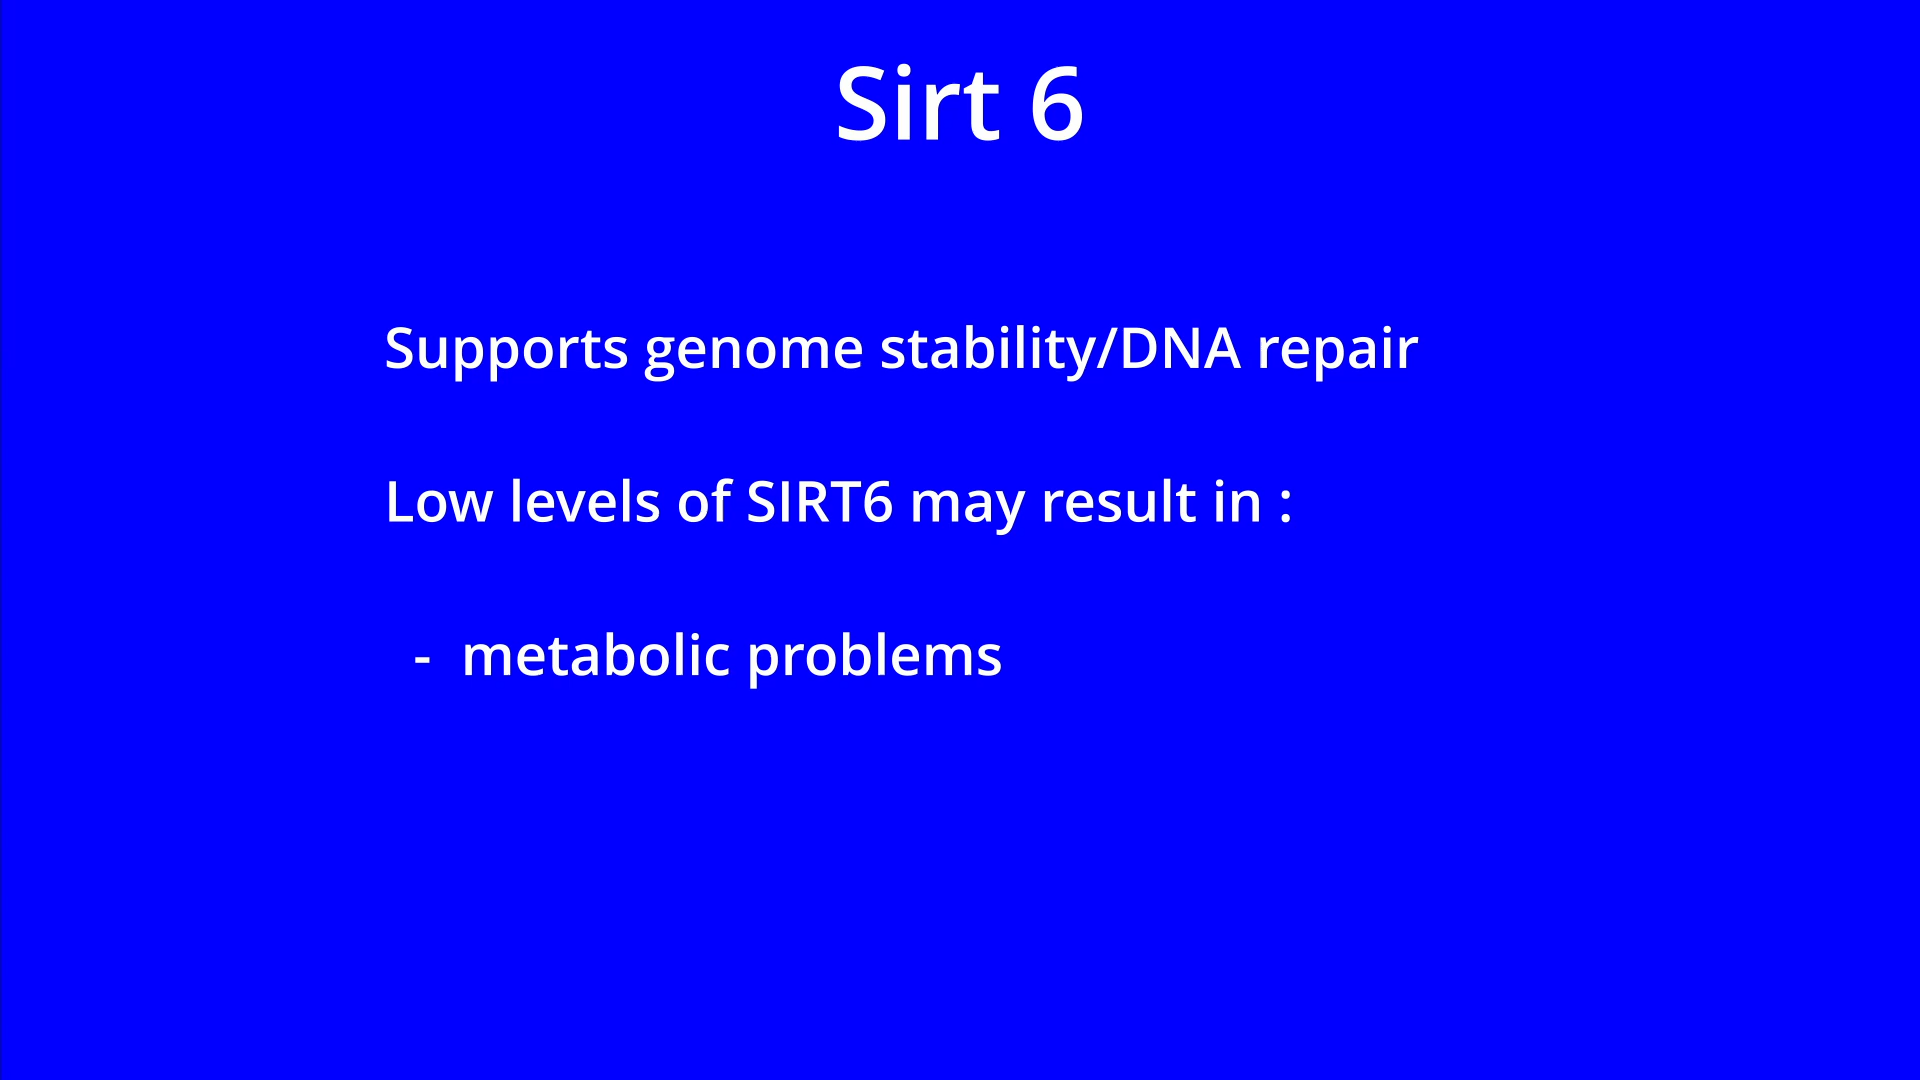 Sirt 6
Supports genome stability/DNA repair
Low levels of SIRT6 may result in :
- metabolic problems